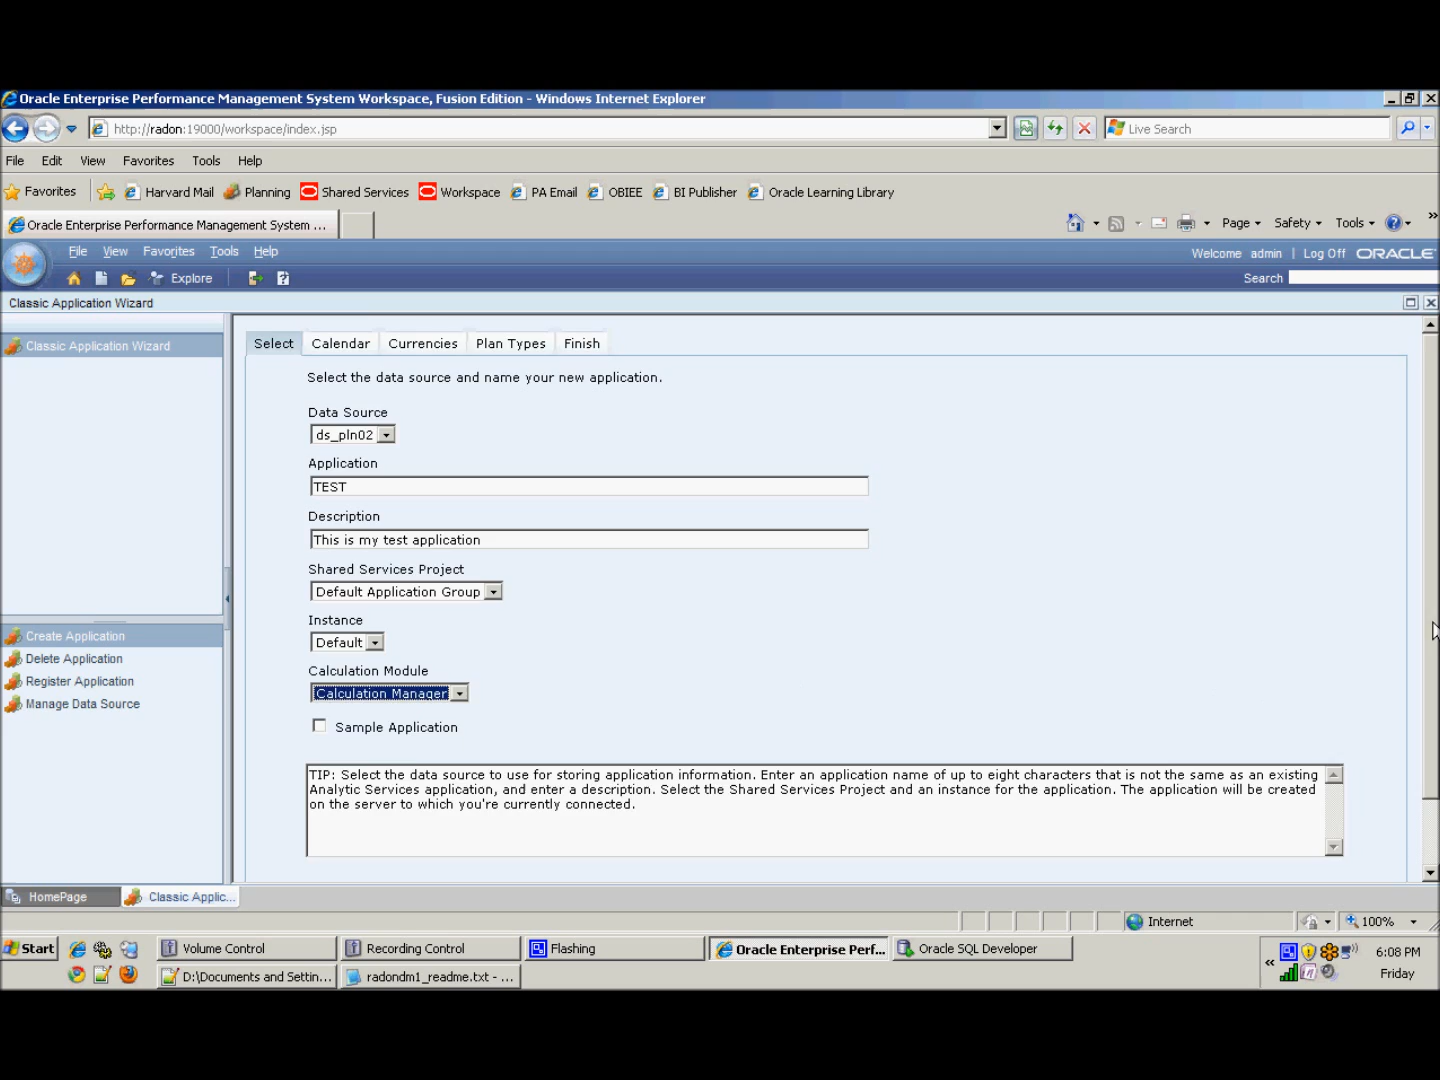 Oracle Enterprise Performance Management System Workspace, Fusion Edition - Windows Internet Explorer
http://radon:19000/workspace/index.jsp
Live Search
File Edit View Favorites Tools Help
Favorites Harvard Mail Planning Shared Services Workspace PA Email OBIEE BI Publisher Oracle Learning Library
Oracle Enterprise Performance Management System ... Page Safety Tools »
File View Favorites Tools Help Welcome admin | Log Off ORACLE
Explore Search
Classic Application Wizard
Classic Application Wizard
Create Application
Delete Application
Register Application
Manage Data Source
Select Calendar Currencies Plan Types Finish
Select the data source and name your new application.
Data Source
ds_pln02
Application
TEST
Description
This is my test application
Shared Services Project
Default Application Group
Instance
Default
Calculation Module
Calculation Manager
Sample Application
TIP: Select the data source to use for storing application information. Enter an application name of up to eight characters that is not the same as an existing
Analytic Services application, and enter a description. Select the Shared Services Project and an instance for the application. The application will be created
on the server to which you're currently connected.
HomePage Classic Applic...
Internet 100%
Start Volume Control Recording Control Flashing Oracle Enterprise Perf... Oracle SQL Developer « 6:08 PM
D:\Documents and Settin... radondm1_readme.txt - ... Friday